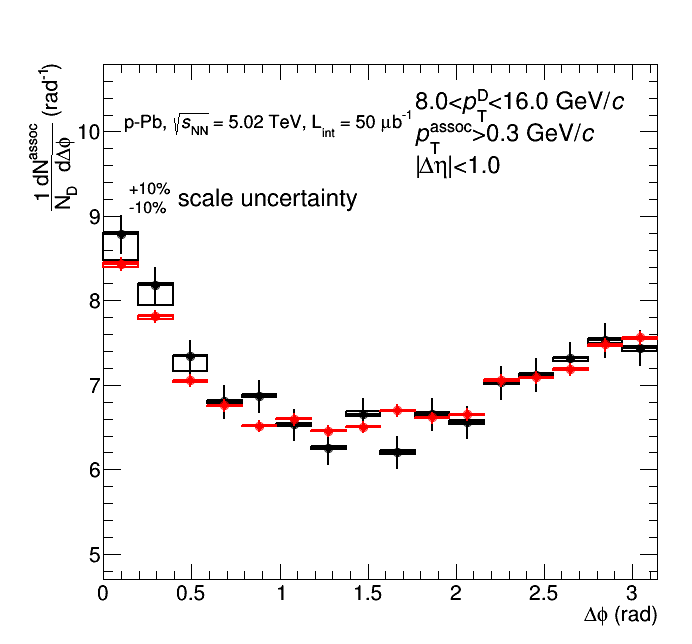 1 dN^assoc / N_D dΔϕ (rad⁻¹)
8.0<p_T^D<16.0 GeV/c
p-Pb, √s_NN = 5.02 TeV, L_int = 50 μb⁻¹
p_T^assoc>0.3 GeV/c
|Δη|<1.0
+10% -10% scale uncertainty
10
9
8
7
6
5
0 0.5 1 1.5 2 2.5 3
Δϕ (rad)